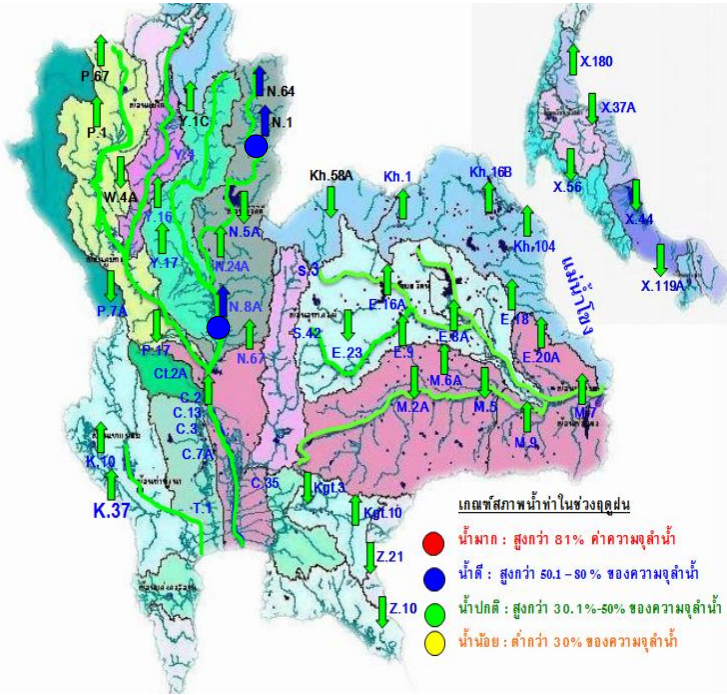 P.67
N.64
X.180
P.1
Y.1C
N.1
X.37A
Y.4
W.4A
Kh.58A
Kh.1
Kh.16B
X.56
Y.16
N.5A
X.44
Kh.104
Y.17
N.24A
S.3
แม่น้ำโขง
X.119A
P.7A
N.8A
E.16A
E.18
P.17
S.42
E.23
E.9
E.8A
E.20A
N.67
Ct.2A
M.6A
C.2
M.2A
M.5
M.7
C.13
C.3
M.9
K.10
C.7A
C.35
Kgt.3
K.37
T.1
Kgt.10
Z.21
Z.10
เกณฑ์สภาพน้ำท่าในช่วงฤดูฝน
น้ำมาก : สูงกว่า 81% ค่าความจุลำน้ำ
น้ำดี : สูงกว่า 50.1 – 80 % ของความจุลำน้ำ
น้ำปกติ : สูงกว่า 30.1%-50% ของความจุลำน้ำ
น้ำน้อย : ต่ำกว่า 30% ของความจุลำน้ำ